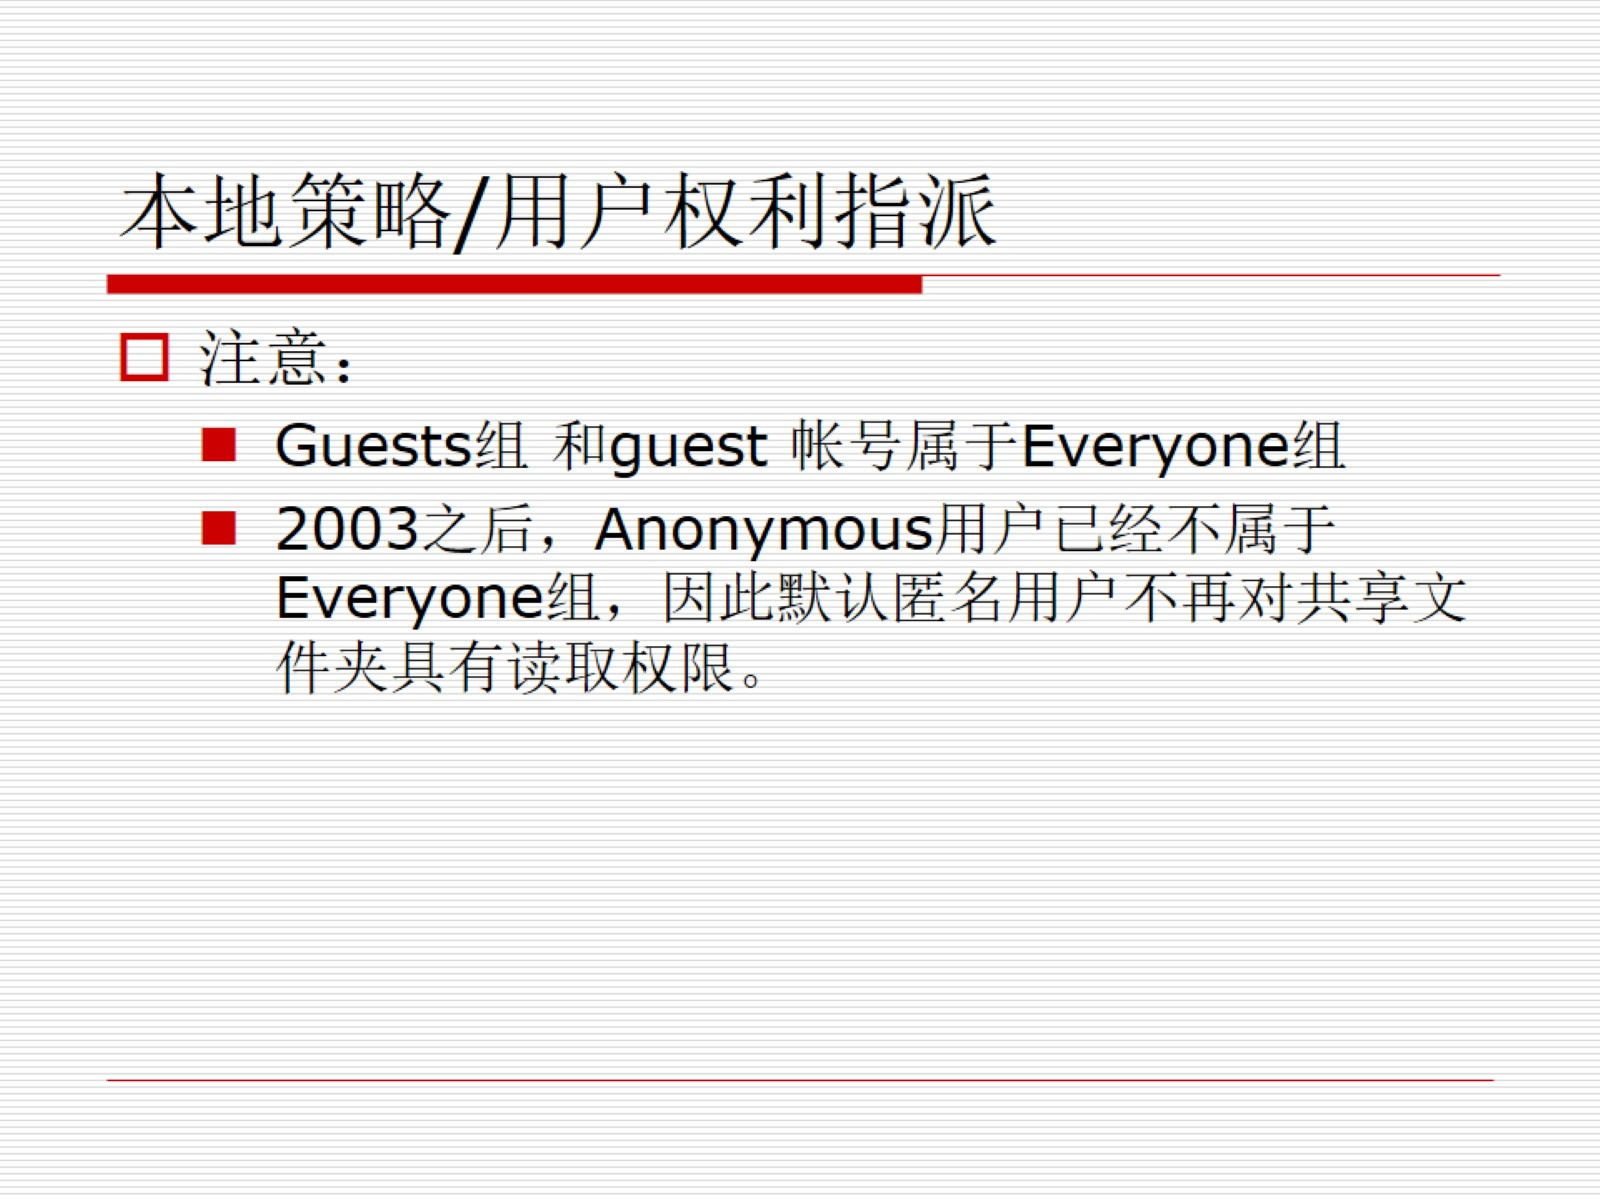 本地策略/用户权利指派
注意：
Guests组 和guest 帐号属于Everyone组
2003之后，Anonymous用户已经不属于
Everyone组，因此默认匿名用户不再对共享文
件夹具有读取权限。